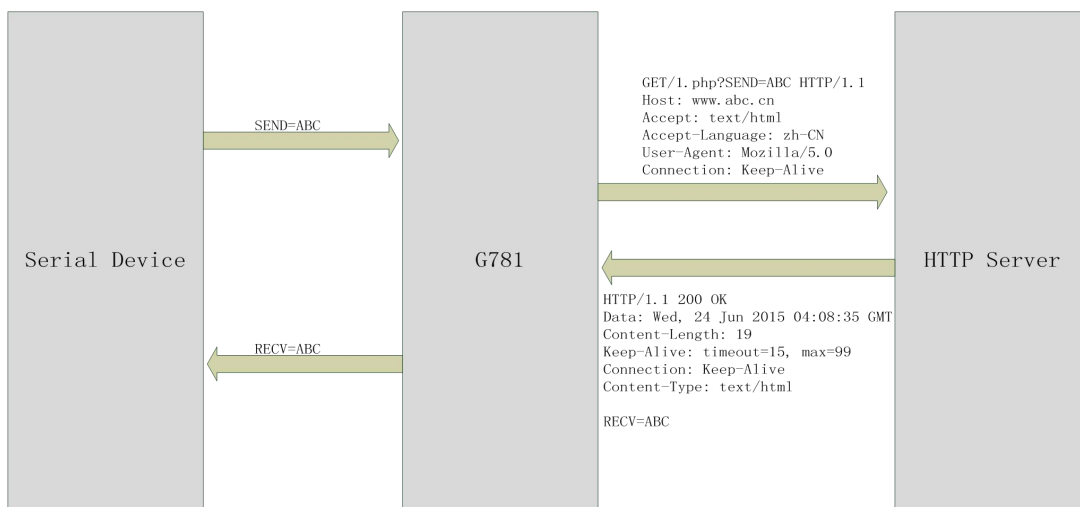 GET/1.php?SEND=ABC HTTP/1.1
Host: www.abc.cn
Accept: text/html
Accept-Language: zh-CN
User-Agent: Mozilla/5.0
Connection: Keep-Alive
SEND=ABC
Serial Device
G781
HTTP Server
HTTP/1.1 200 OK
Data: Wed, 24 Jun 2015 04:08:35 GMT
Content-Length: 19
Keep-Alive: timeout=15, max=99
Connection: Keep-Alive
Content-Type: text/html
RECV=ABC
RECV=ABC